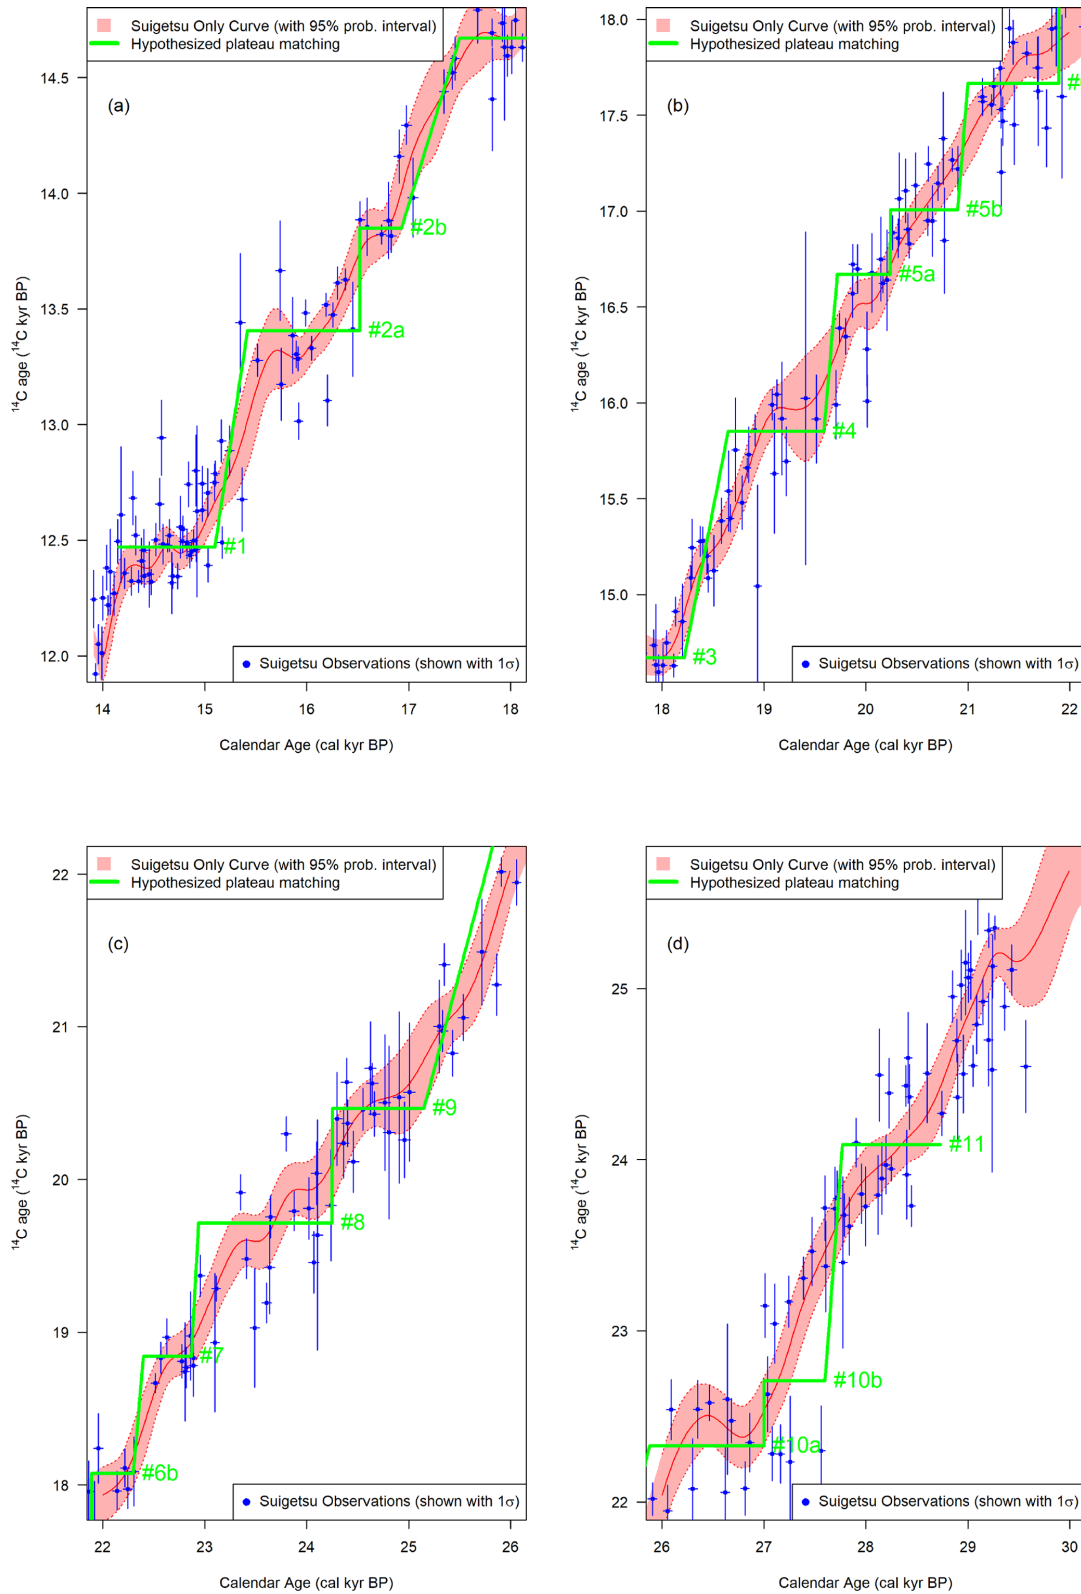 Suigetsu Only Curve (with 95% prob. interval)
Hypothesized plateau matching
(a)
14.5
14.0
13.5
13.0
12.5
12.0
¹⁴C age (¹⁴C kyr BP)
#2b
#2a
#1
Suigetsu Observations (shown with 1σ)
14 15 16 17 18
Calendar Age (cal kyr BP)
Suigetsu Only Curve (with 95% prob. interval)
Hypothesized plateau matching
(b)
18.0
17.5
17.0
16.5
16.0
15.5
15.0
¹⁴C age (¹⁴C kyr BP)
#5b
#5a
#4
#3
Suigetsu Observations (shown with 1σ)
18 19 20 21 22
Calendar Age (cal kyr BP)
Suigetsu Only Curve (with 95% prob. interval)
Hypothesized plateau matching
(c)
22
21
20
19
18
¹⁴C age (¹⁴C kyr BP)
#9
#8
#7
#6b
Suigetsu Observations (shown with 1σ)
22 23 24 25 26
Calendar Age (cal kyr BP)
Suigetsu Only Curve (with 95% prob. interval)
Hypothesized plateau matching
(d)
25
24
23
22
¹⁴C age (¹⁴C kyr BP)
#11
#10b
#10a
Suigetsu Observations (shown with 1σ)
26 27 28 29 30
Calendar Age (cal kyr BP)